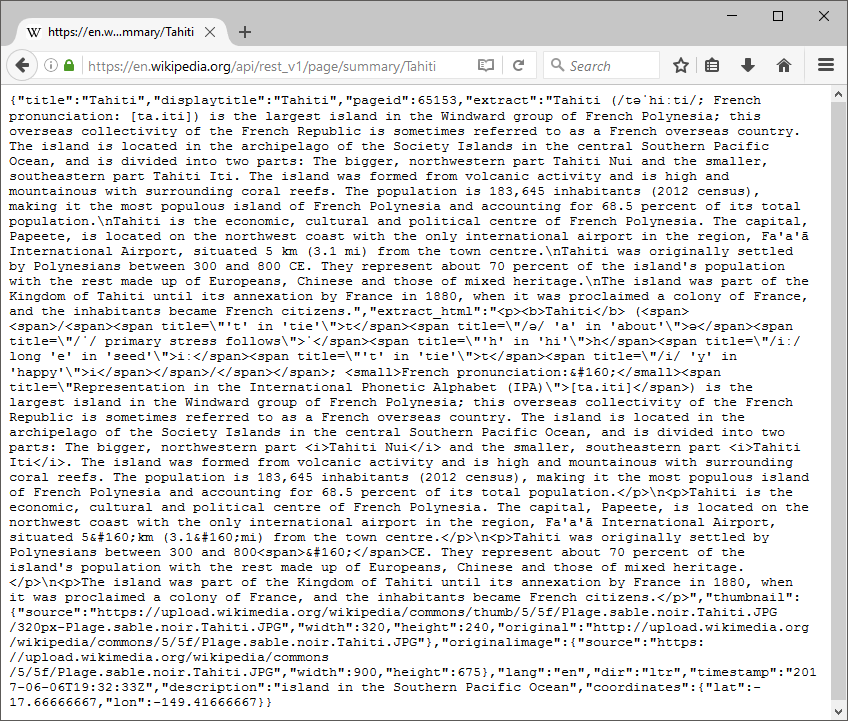 W https://en.w...mmary/Tahiti
https://en.wikipedia.org/api/rest_v1/page/summary/Tahiti
Search
{"title":"Tahiti","displaytitle":"Tahiti","pageid":65153,"extract":"Tahiti (/təˈhiːti/; French
pronunciation: [ta.iti]) is the largest island in the Windward group of French Polynesia; this
overseas collectivity of the French Republic is sometimes referred to as a French overseas country.
The island is located in the archipelago of the Society Islands in the central Southern Pacific
Ocean, and is divided into two parts: The bigger, northwestern part Tahiti Nui and the smaller,
southeastern part Tahiti Iti. The island was formed from volcanic activity and is high and
mountainous with surrounding coral reefs. The population is 183,645 inhabitants (2012 census),
making it the most populous island of French Polynesia and accounting for 68.5 percent of its total
population.\nTahiti is the economic, cultural and political centre of French Polynesia. The capital,
Papeete, is located on the northwest coast with the only international airport in the region, Fa'a'ā
International Airport, situated 5 km (3.1 mi) from the town centre.\nTahiti was originally settled
by Polynesians between 300 and 800 CE. They represent about 70 percent of the island's population
with the rest made up of Europeans, Chinese and those of mixed heritage.\nThe island was part of the
Kingdom of Tahiti until its annexation by France in 1880, when it was proclaimed a colony of France,
and the inhabitants became French citizens.","extract_html":"<p><b>Tahiti</b> (<span>
<span>/</span><span title=\"'t' in 'tie'\">t</span><span title=\"/ə/ 'a' in 'about'\">ə</span><span
title=\"/ˈ/ primary stress follows\">ˈ</span><span title=\"'h' in 'hi'\">h</span><span title=\"/iː/
long 'e' in 'seed'\">iː</span><span title=\"'t' in 'tie'\">t</span><span title=\"/i/ 'y' in
'happy'\">i</span></span>/</span></span>; <small>French pronunciation:&#160;</small><span
title=\"Representation in the International Phonetic Alphabet (IPA)\">[ta.iti]</span>) is the
largest island in the Windward group of French Polynesia; this overseas collectivity of the French
Republic is sometimes referred to as a French overseas country. The island is located in the
archipelago of the Society Islands in the central Southern Pacific Ocean, and is divided into two
parts: The bigger, northwestern part <i>Tahiti Nui</i> and the smaller, southeastern part <i>Tahiti
Iti</i>. The island was formed from volcanic activity and is high and mountainous with surrounding
coral reefs. The population is 183,645 inhabitants (2012 census), making it the most populous island
of French Polynesia and accounting for 68.5 percent of its total population.</p>\n<p>Tahiti is the
economic, cultural and political centre of French Polynesia. The capital, Papeete, is located on the
northwest coast with the only international airport in the region, Fa'a'ā International Airport,
situated 5&#160;km (3.1&#160;mi) from the town centre.</p>\n<p>Tahiti was originally settled by
Polynesians between 300 and 800<span>&#160;</span>CE. They represent about 70 percent of the
island's population with the rest made up of Europeans, Chinese and those of mixed heritage.
</p>\n<p>The island was part of the Kingdom of Tahiti until its annexation by France in 1880, when
it was proclaimed a colony of France, and the inhabitants became French citizens.</p>","thumbnail":
{"source":"https://upload.wikimedia.org/wikipedia/commons/thumb/5/5f/Plage.sable.noir.Tahiti.JPG
/320px-Plage.sable.noir.Tahiti.JPG","width":320,"height":240,"original":"http://upload.wikimedia.org
/wikipedia/commons/5/5f/Plage.sable.noir.Tahiti.JPG"},"originalimage":{"source":"https:
//upload.wikimedia.org/wikipedia/commons
/5/5f/Plage.sable.noir.Tahiti.JPG","width":900,"height":675},"lang":"en","dir":"ltr","timestamp":"201
7-06-06T19:32:33Z","description":"island in the Southern Pacific Ocean","coordinates":{"lat":-
17.66666667,"lon":-149.41666667}}